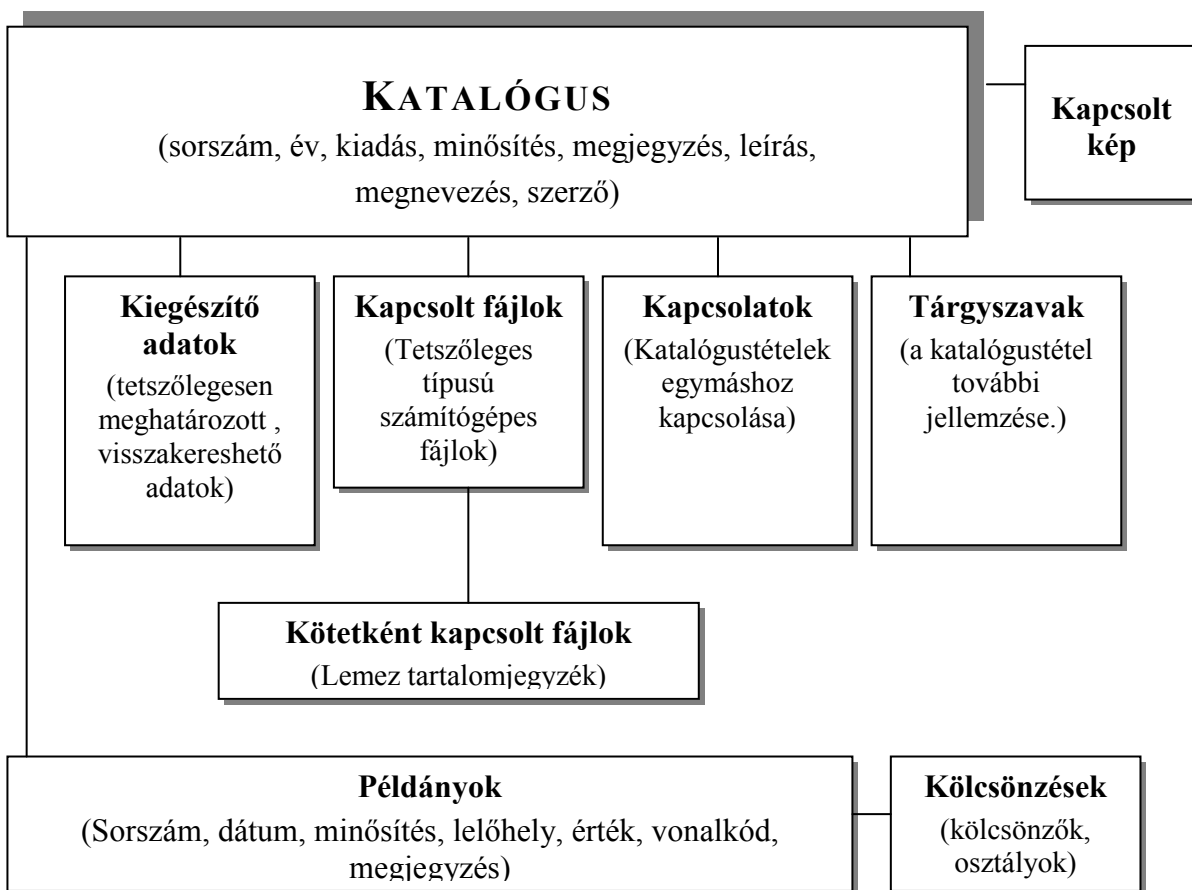 KATALÓGUS
(sorszám, év, kiadás, minősítés, megjegyzés, leírás,
megnevezés, szerző)
Kapcsolt
kép
Kiegészítő
adatok
(tetszőlegesen
meghatározott ,
visszakereshető
adatok)
Kapcsolt fájlok
(Tetszőleges
típusú
számítógépes
fájlok)
Kapcsolatok
(Katalógustételek
egymáshoz
kapcsolása)
Tárgyszavak
(a katalógustétel
további
jellemzése.)
Kötetként kapcsolt fájlok
(Lemez tartalomjegyzék)
Példányok
(Sorszám, dátum, minősítés, lelőhely, érték, vonalkód,
megjegyzés)
Kölcsönzések
(kölcsönzők,
osztályok)